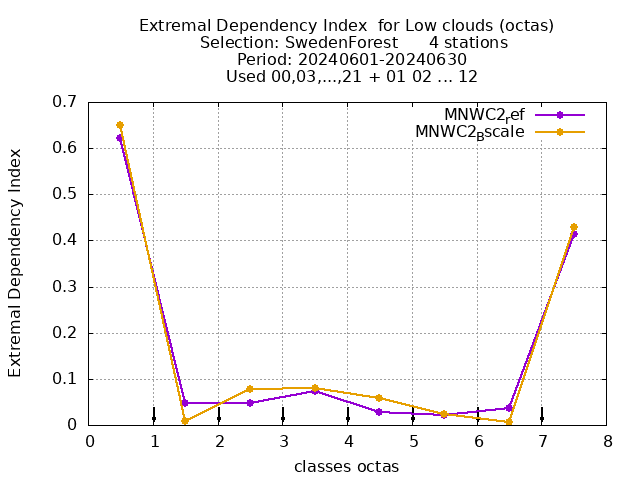 Extremal Dependency Index  for Low clouds (octas)
Selection: SwedenForest      4 stations
Period: 20240601-20240630
Used 00,03,...,21 + 01 02 ... 12
MNWC2ref
MNWC2Bscale
0.7
0.6
0.5
0.4
0.3
0.2
0.1
0
Extremal Dependency Index
0 1 2 3 4 5 6 7 8
classes octas